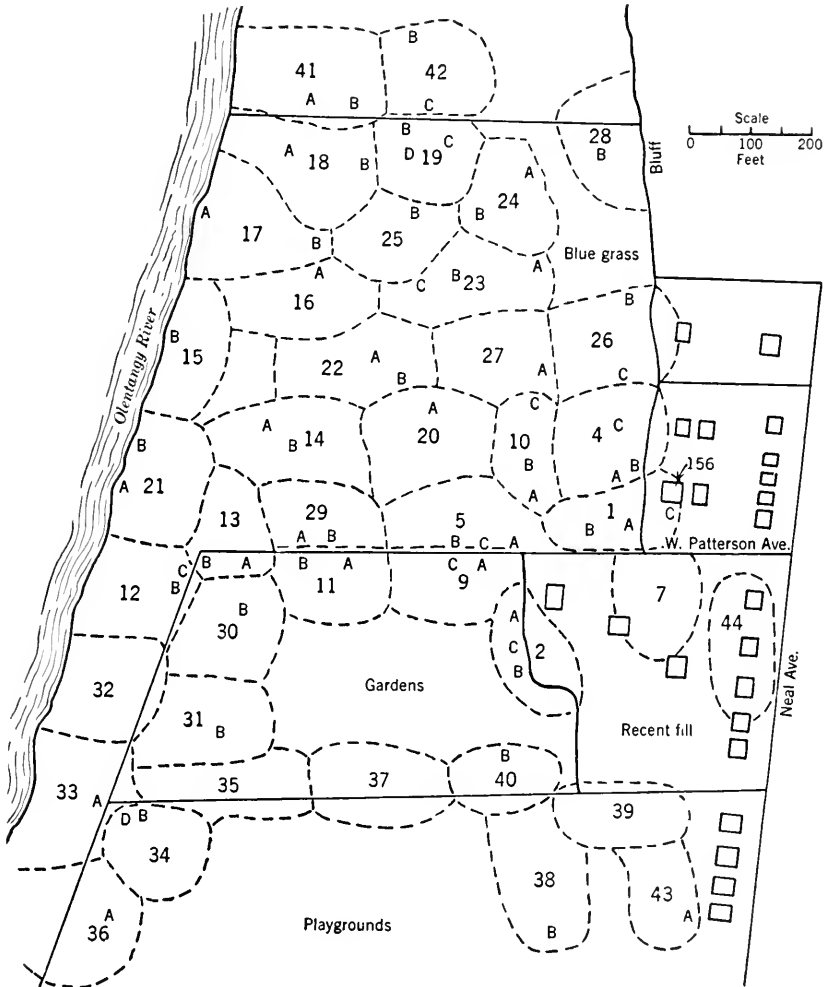 B
41
42
A
B
C
Scale
0
100
200
Feet
28
B
Bluff
B
C
A
18
B
D
19
A
24
B
A
17
B
B
25
Blue grass
A
16
C
B
23
A
B
Olentangy River
B
15
26
22
A
B
27
A
C
C
A
A
20
C
4
B
14
10
B
B
A
B
156
21
A
A
1
B
A
C
13
29
5
A
B
B
C
A
W. Patterson Ave.
C
B
A
B
A
C
A
12
B
11
9
7
44
B
30
A
C
2
B
32
Gardens
Neal Ave.
31
B
Recent fill
B
33
35
37
40
A
39
D
B
34
38
43
A
36
Playgrounds
B
A